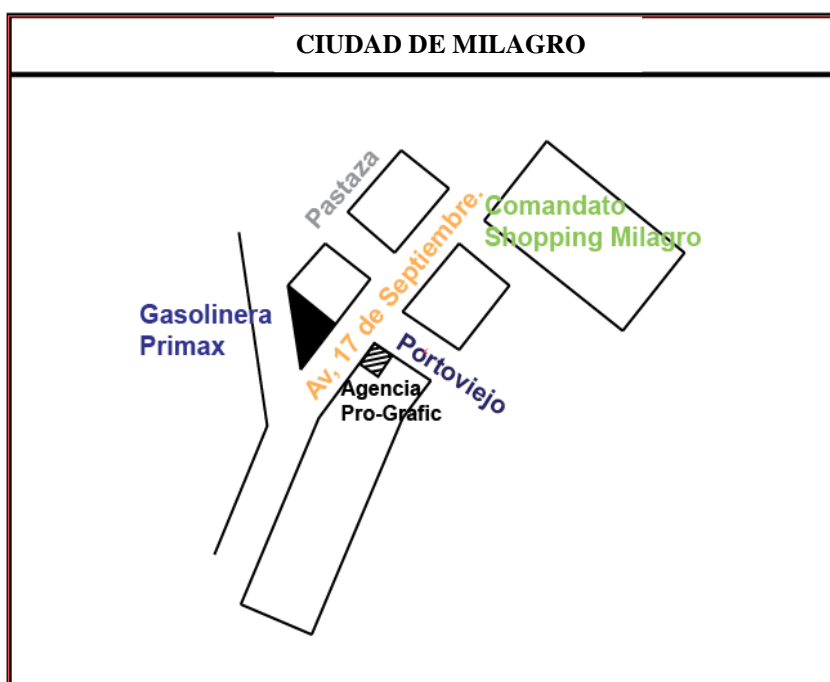 CIUDAD DE MILAGRO
Pastaza
Comandato
Shopping Milagro
Av, 17 de Septiembre.
Gasolinera
Primax
Portoviejo
Agencia
Pro-Grafic